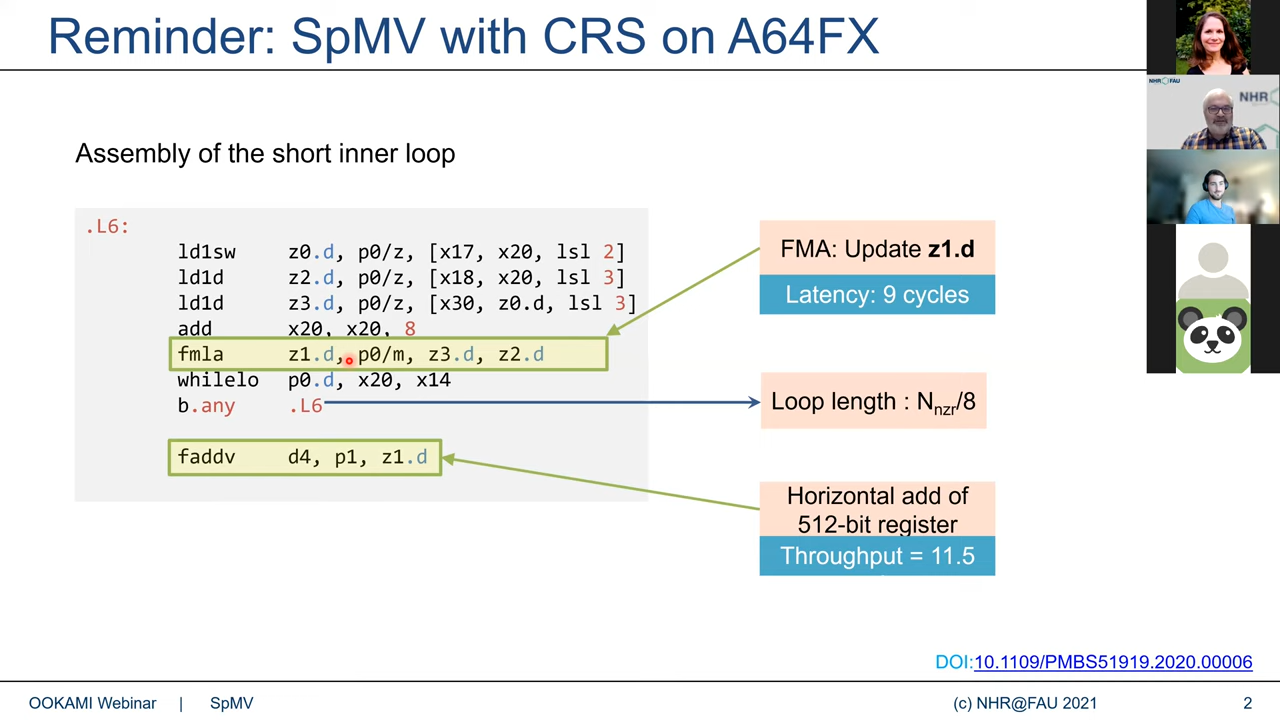 Reminder: SpMV with CRS on A64FX
NHR FAU
NHR
Assembly of the short inner loop
.L6:
ld1sw z0.d, p0/z, [x17, x20, lsl 2]
ld1d z2.d, p0/z, [x18, x20, lsl 3]
ld1d z3.d, p0/z, [x30, z0.d, lsl 3]
add x20, x20, 8
fmla z1.d, p0/m, z3.d, z2.d
whilelo p0.d, x20, x14
b.any .L6
faddv d4, p1, z1.d
FMA: Update z1.d
Latency: 9 cycles
Loop length : Nnzr/8
Horizontal add of
512-bit register
Throughput = 11.5
DOI:10.1109/PMBS51919.2020.00006
OOKAMI Webinar | SpMV (c) NHR@FAU 2021 2